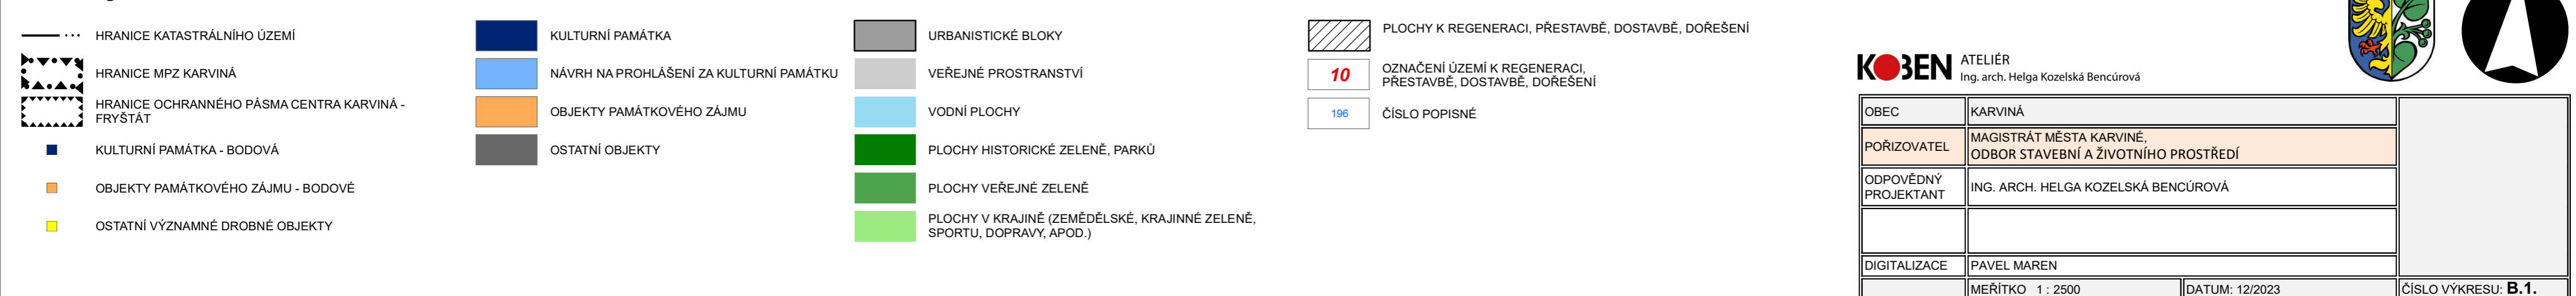 HRANICE KATASTRÁLNÍHO ÚZEMÍ
HRANICE MPZ KARVINÁ
HRANICE OCHRANNÉHO PÁSMA CENTRA KARVINÁ -
FRYŠTÁT
KULTURNÍ PAMÁTKA - BODOVÁ
OBJEKTY PAMÁTKOVÉHO ZÁJMU - BODOVÉ
OSTATNÍ VÝZNAMNÉ DROBNÉ OBJEKTY
KULTURNÍ PAMÁTKA
NÁVRH NA PROHLÁŠENÍ ZA KULTURNÍ PAMÁTKU
OBJEKTY PAMÁTKOVÉHO ZÁJMU
OSTATNÍ OBJEKTY
URBANISTICKÉ BLOKY
VEŘEJNÉ PROSTRANSTVÍ
VODNÍ PLOCHY
PLOCHY HISTORICKÉ ZELENĚ, PARKŮ
PLOCHY VEŘEJNÉ ZELENĚ
PLOCHY V KRAJINĚ (ZEMĚDĚLSKÉ, KRAJINNÉ ZELENĚ,
SPORTU, DOPRAVY, APOD.)
PLOCHY K REGENERACI, PŘESTAVBĚ, DOSTAVBĚ, DOŘEŠENÍ
10 OZNAČENÍ ÚZEMÍ K REGENERACI,
PŘESTAVBĚ, DOSTAVBĚ, DOŘEŠENÍ
196 ČÍSLO POPISNÉ
KOBEN ATELIÉR
Ing. arch. Helga Kozelská Bencúrová
OBEC KARVINÁ
POŘIZOVATEL MAGISTRÁT MĚSTA KARVINÉ,
ODBOR STAVEBNÍ A ŽIVOTNÍHO PROSTŘEDÍ
ODPOVĚDNÝ
PROJEKTANT ING. ARCH. HELGA KOZELSKÁ BENCÚROVÁ
DIGITALIZACE PAVEL MAREN
MEŘÍTKO 1 : 2500 DATUM: 12/2023 ČÍSLO VÝKRESU: B.1.